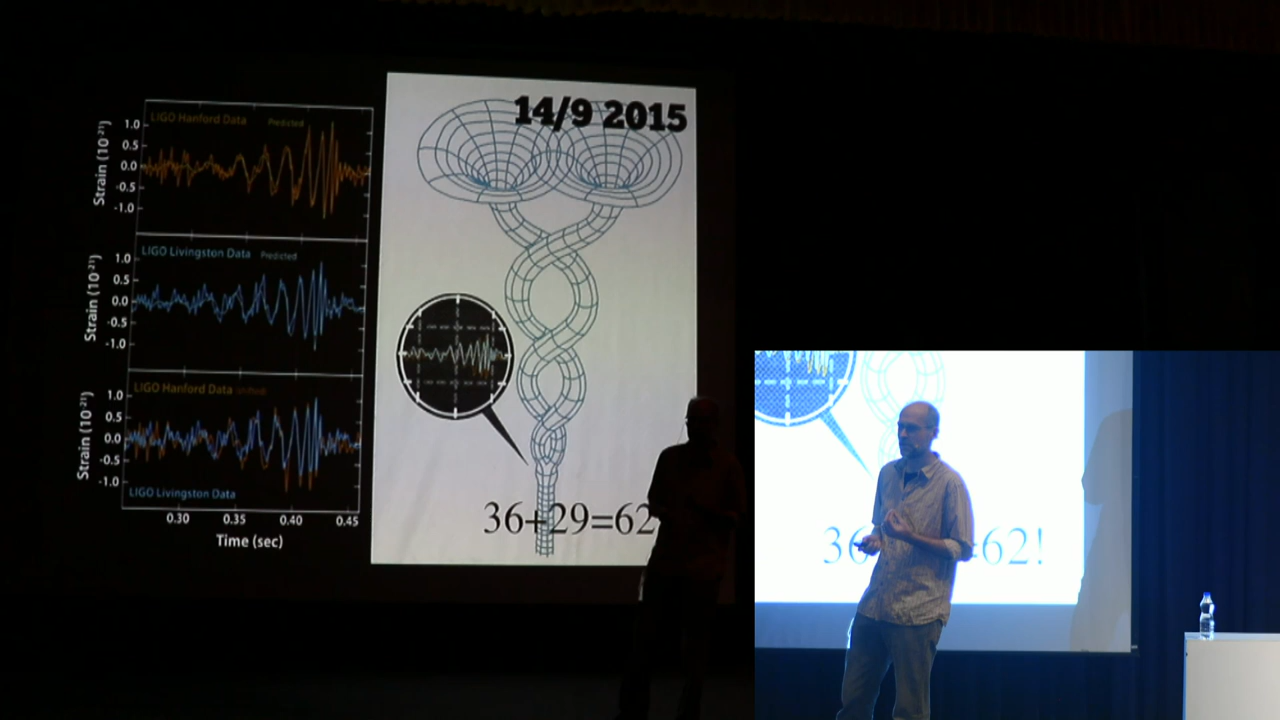 LIGO Hanford Data Predicted
1.0
0.5
0.0
-0.5
-1.0
Strain (10⁻²¹)
LIGO Livingston Data Predicted
1.0
0.5
0.0
-0.5
-1.0
Strain (10⁻²¹)
LIGO Hanford Data (shifted)
1.0
0.5
0.0
-0.5
-1.0
Strain (10⁻²¹)
LIGO Livingston Data
0.30 0.35 0.40 0.45
Time (sec)
14/9 2015
36+29=62
36 =62!